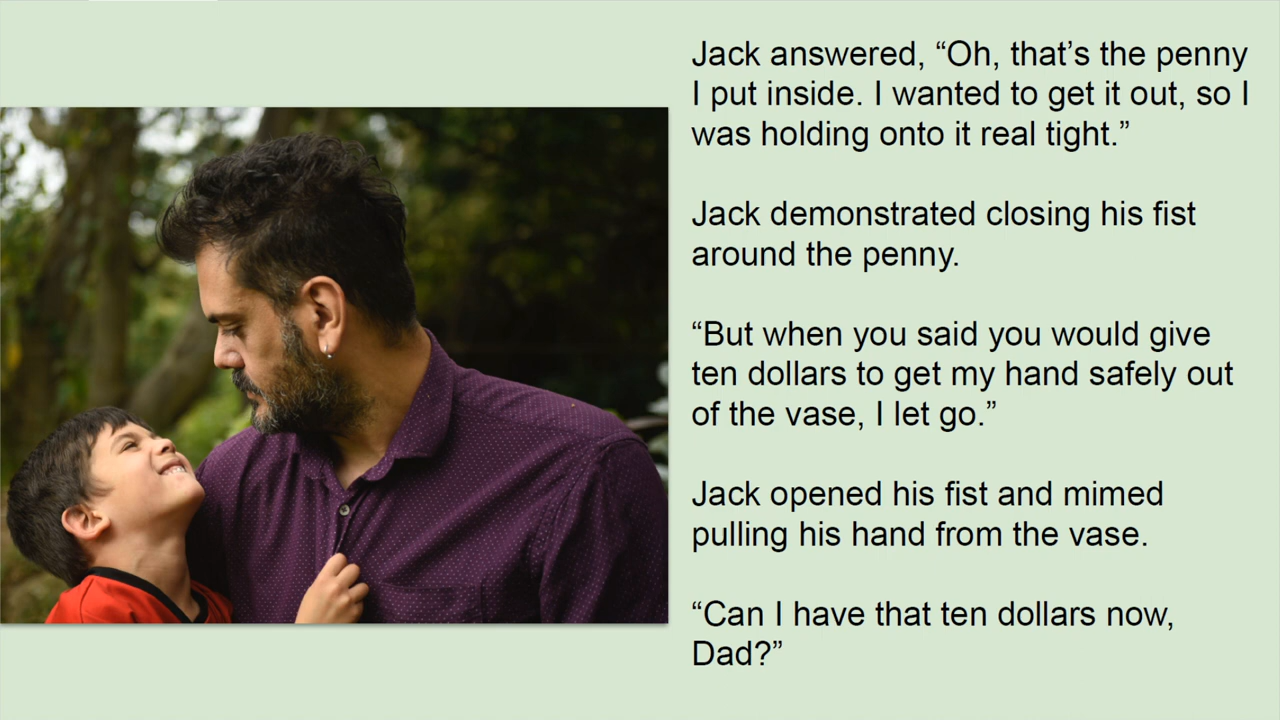 Jack answered, “Oh, that’s the penny
I put inside. I wanted to get it out, so I
was holding onto it real tight.”
Jack demonstrated closing his fist
around the penny.
“But when you said you would give
ten dollars to get my hand safely out
of the vase, I let go.”
Jack opened his fist and mimed
pulling his hand from the vase.
“Can I have that ten dollars now,
Dad?”